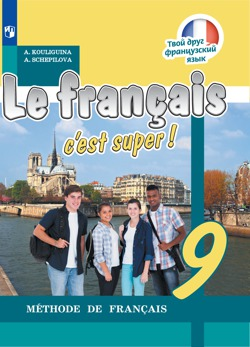 A. KOULIGUINA
A. SCHEPILOVA
Твой друг
французский
язык
Le français
c'est super !
9
MÉTHODE DE FRANÇAIS